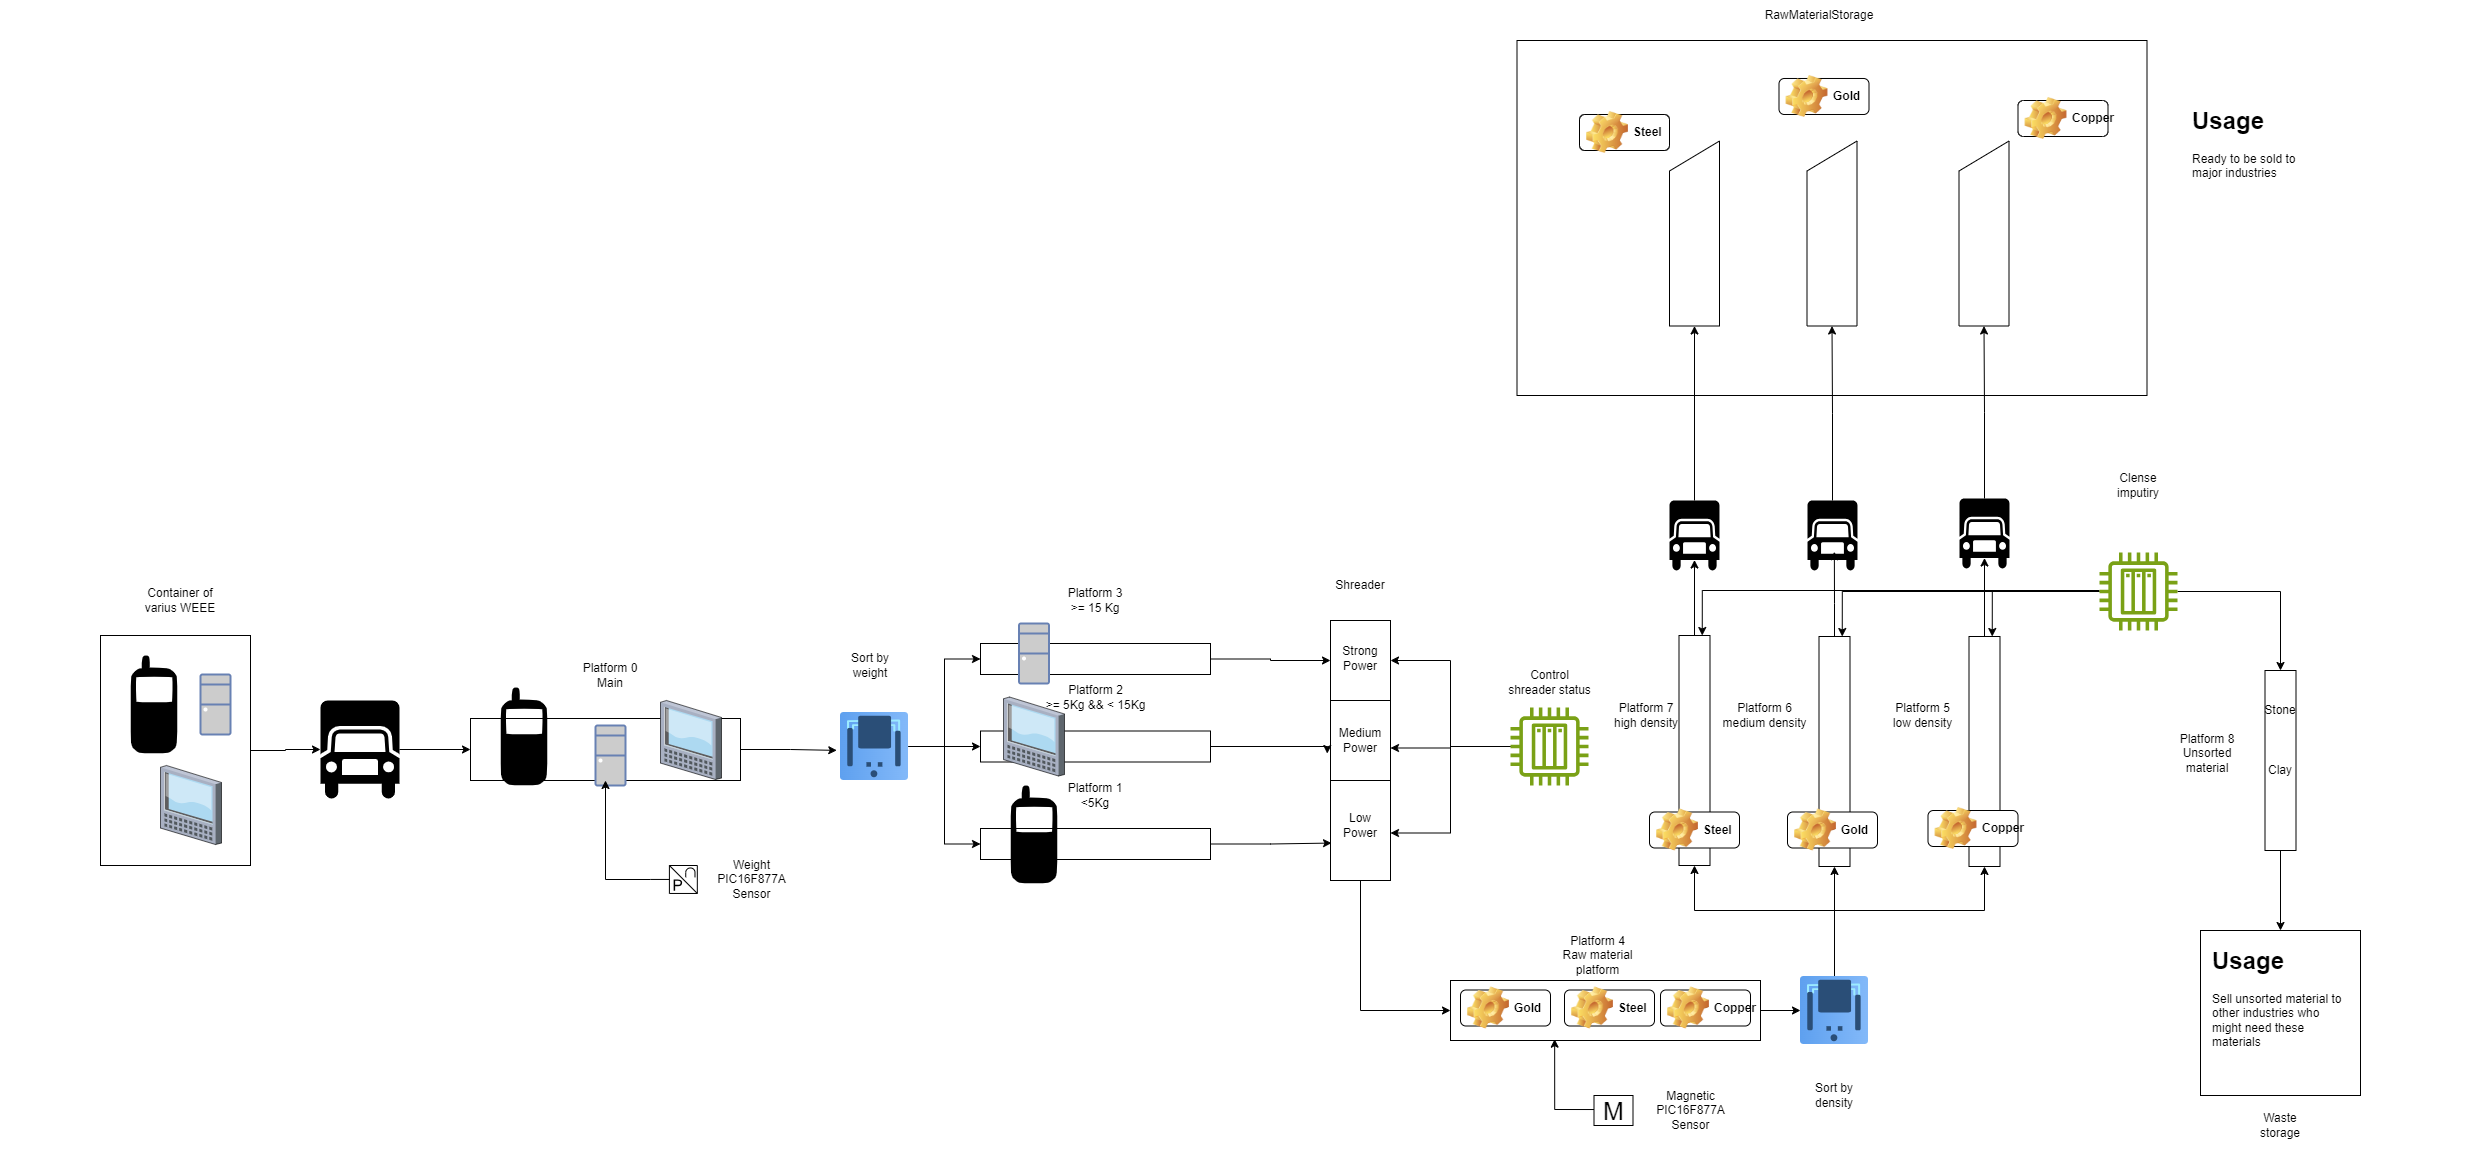 RawMaterialStorage
Gold
Steel
Copper
Usage
Ready to be sold to
major industries
Clense
imputiry
Container of
varius WEEE
Platform 0
Main
Sort by
weight
Weight
PIC16F877A
Sensor
P
Platform 3
>= 15 Kg
Platform 2
>= 5Kg && < 15Kg
Platform 1
<5Kg
Shreader
Strong
Power
Medium
Power
Low
Power
Control
shreader status
Platform 7
high density
Platform 6
medium density
Platform 5
low density
Steel
Gold
Copper
Platform 8
Unsorted
material
Stone
Clay
Platform 4
Raw material
platform
Gold
Steel
Copper
M
Magnetic
PIC16F877A
Sensor
Sort by
density
Usage
Sell unsorted material to
other industries who
might need these
materials
Waste
storage